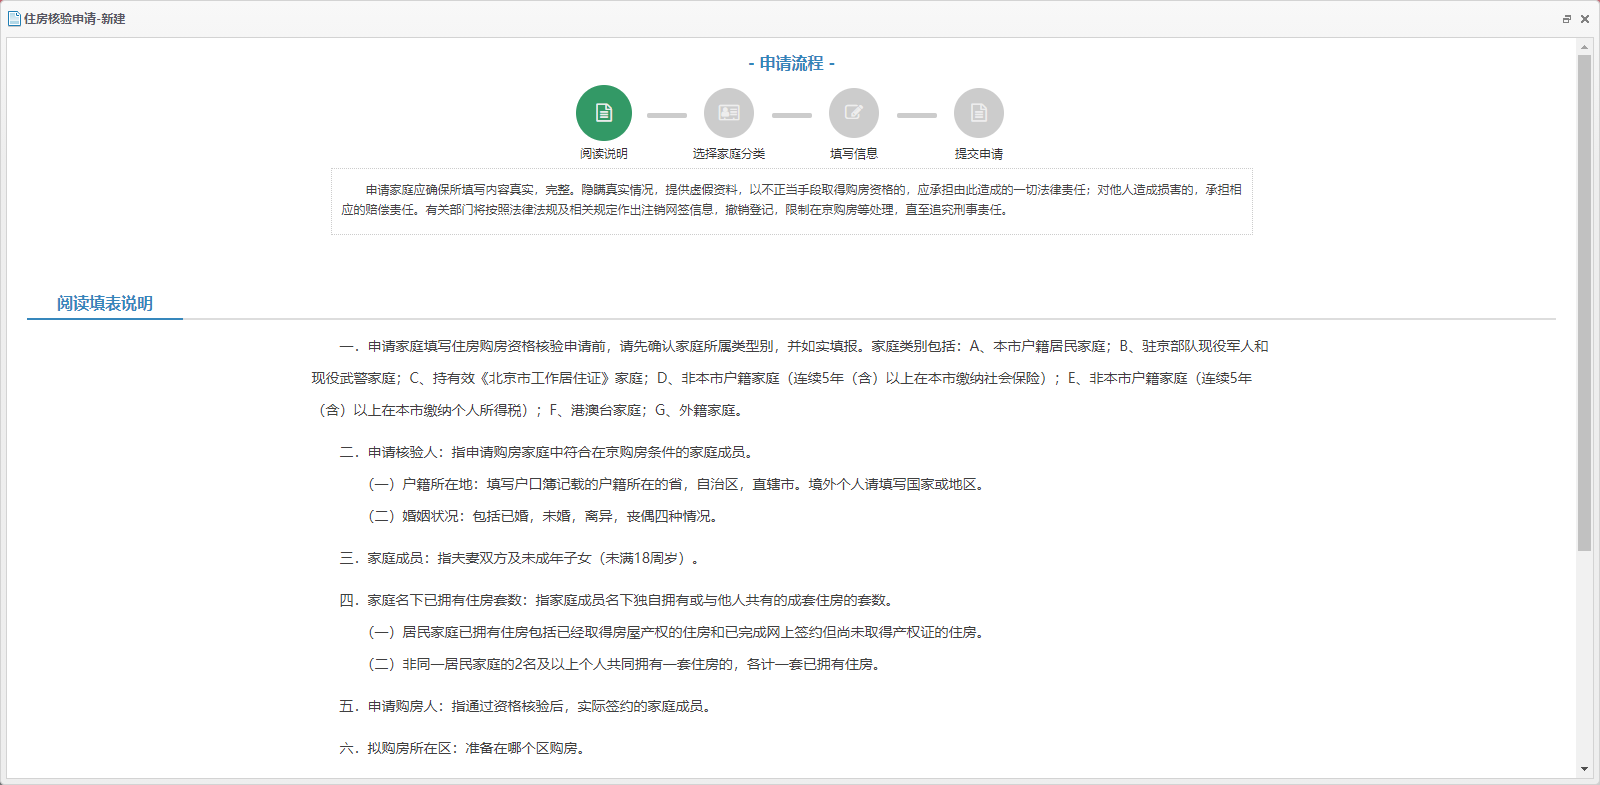 住房核验申请-新建
- 申请流程 -
阅读说明
选择家庭分类
填写信息
提交申请
申请家庭应确保所填写内容真实，完整。隐瞒真实情况，提供虚假资料，以不正当手段取得购房资格的，应承担由此造成的一切法律责任；对他人造成损害的，承担相
应的赔偿责任。有关部门将按照法律法规及相关规定作出注销网签信息，撤销登记，限制在京购房等处理，直至追究刑事责任。
阅读填表说明
一．申请家庭填写住房购房资格核验申请前，请先确认家庭所属类型别，并如实填报。家庭类别包括：A、本市户籍居民家庭；B、驻京部队现役军人和
现役武警家庭；C、持有效《北京市工作居住证》家庭；D、非本市户籍家庭（连续5年（含）以上在本市缴纳社会保险）；E、非本市户籍家庭（连续5年
（含）以上在本市缴纳个人所得税）；F、港澳台家庭；G、外籍家庭。
二．申请核验人：指申请购房家庭中符合在京购房条件的家庭成员。
（一）户籍所在地：填写户口簿记载的户籍所在的省，自治区，直辖市。境外个人请填写国家或地区。
（二）婚姻状况：包括已婚，未婚，离异，丧偶四种情况。
三．家庭成员：指夫妻双方及未成年子女（未满18周岁）。
四．家庭名下已拥有住房套数：指家庭成员名下独自拥有或与他人共有的成套住房的套数。
（一）居民家庭已拥有住房包括已经取得房屋产权的住房和已完成网上签约但尚未取得产权证的住房。
（二）非同一居民家庭的2名及以上个人共同拥有一套住房的，各计一套已拥有住房。
五．申请购房人：指通过资格核验后，实际签约的家庭成员。
六．拟购房所在区：准备在哪个区购房。